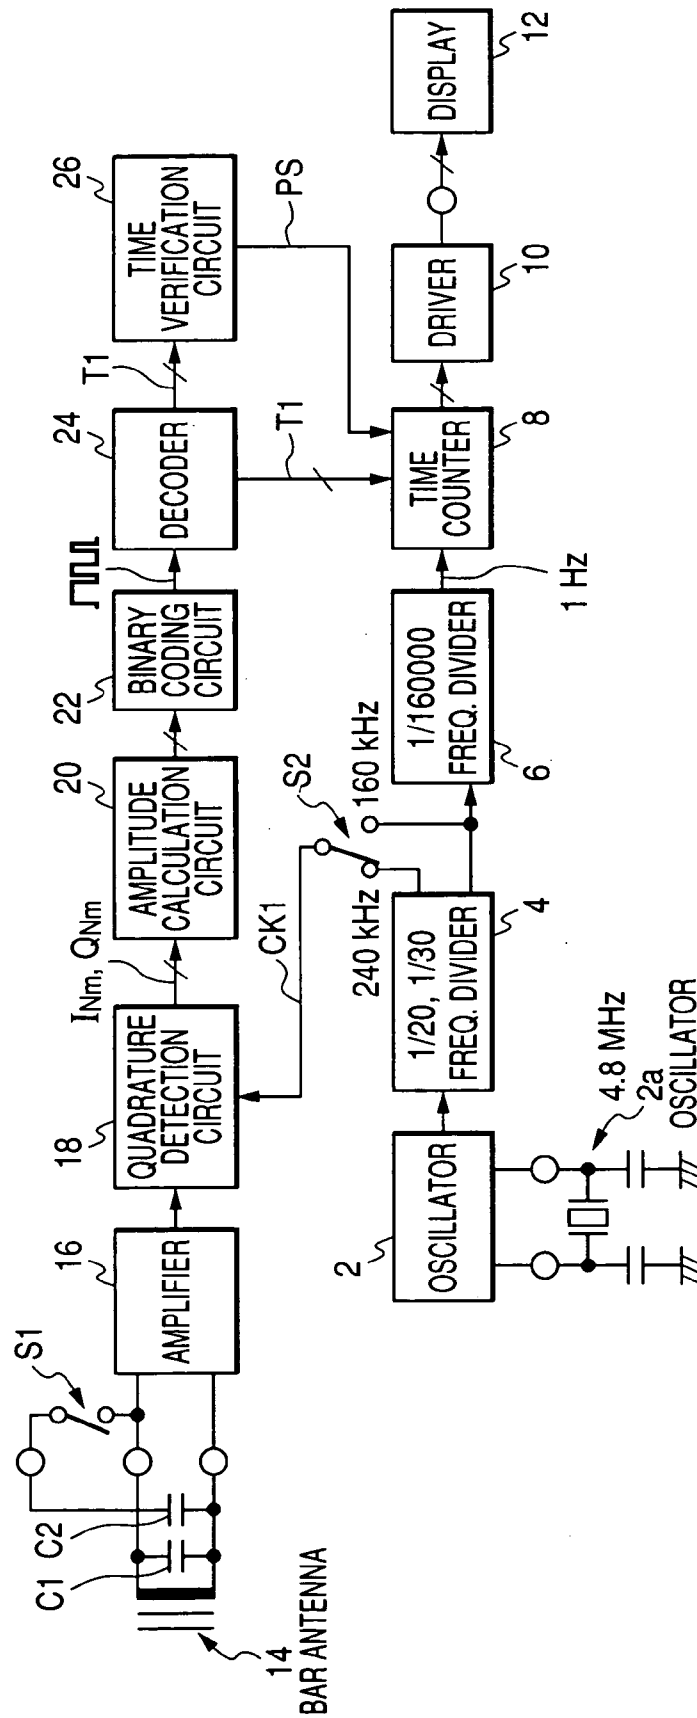 14
BAR ANTENNA
C1
C2
S1
16
AMPLIFIER
18
QUADRATURE
DETECTION
CIRCUIT
INm, QNm
20
AMPLITUDE
CALCULATION
CIRCUIT
22
BINARY
CODING
CIRCUIT
24
DECODER
T1
26
TIME
VERIFICATION
CIRCUIT
PS
T1
CK1
S2
240 kHz
160 kHz
2
OSCILLATOR
4.8 MHz
2a
OSCILLATOR
1/20, 1/30
FREQ. DIVIDER
4
1/160000
FREQ. DIVIDER
6
1 Hz
TIME
COUNTER
8
DRIVER
10
DISPLAY
12